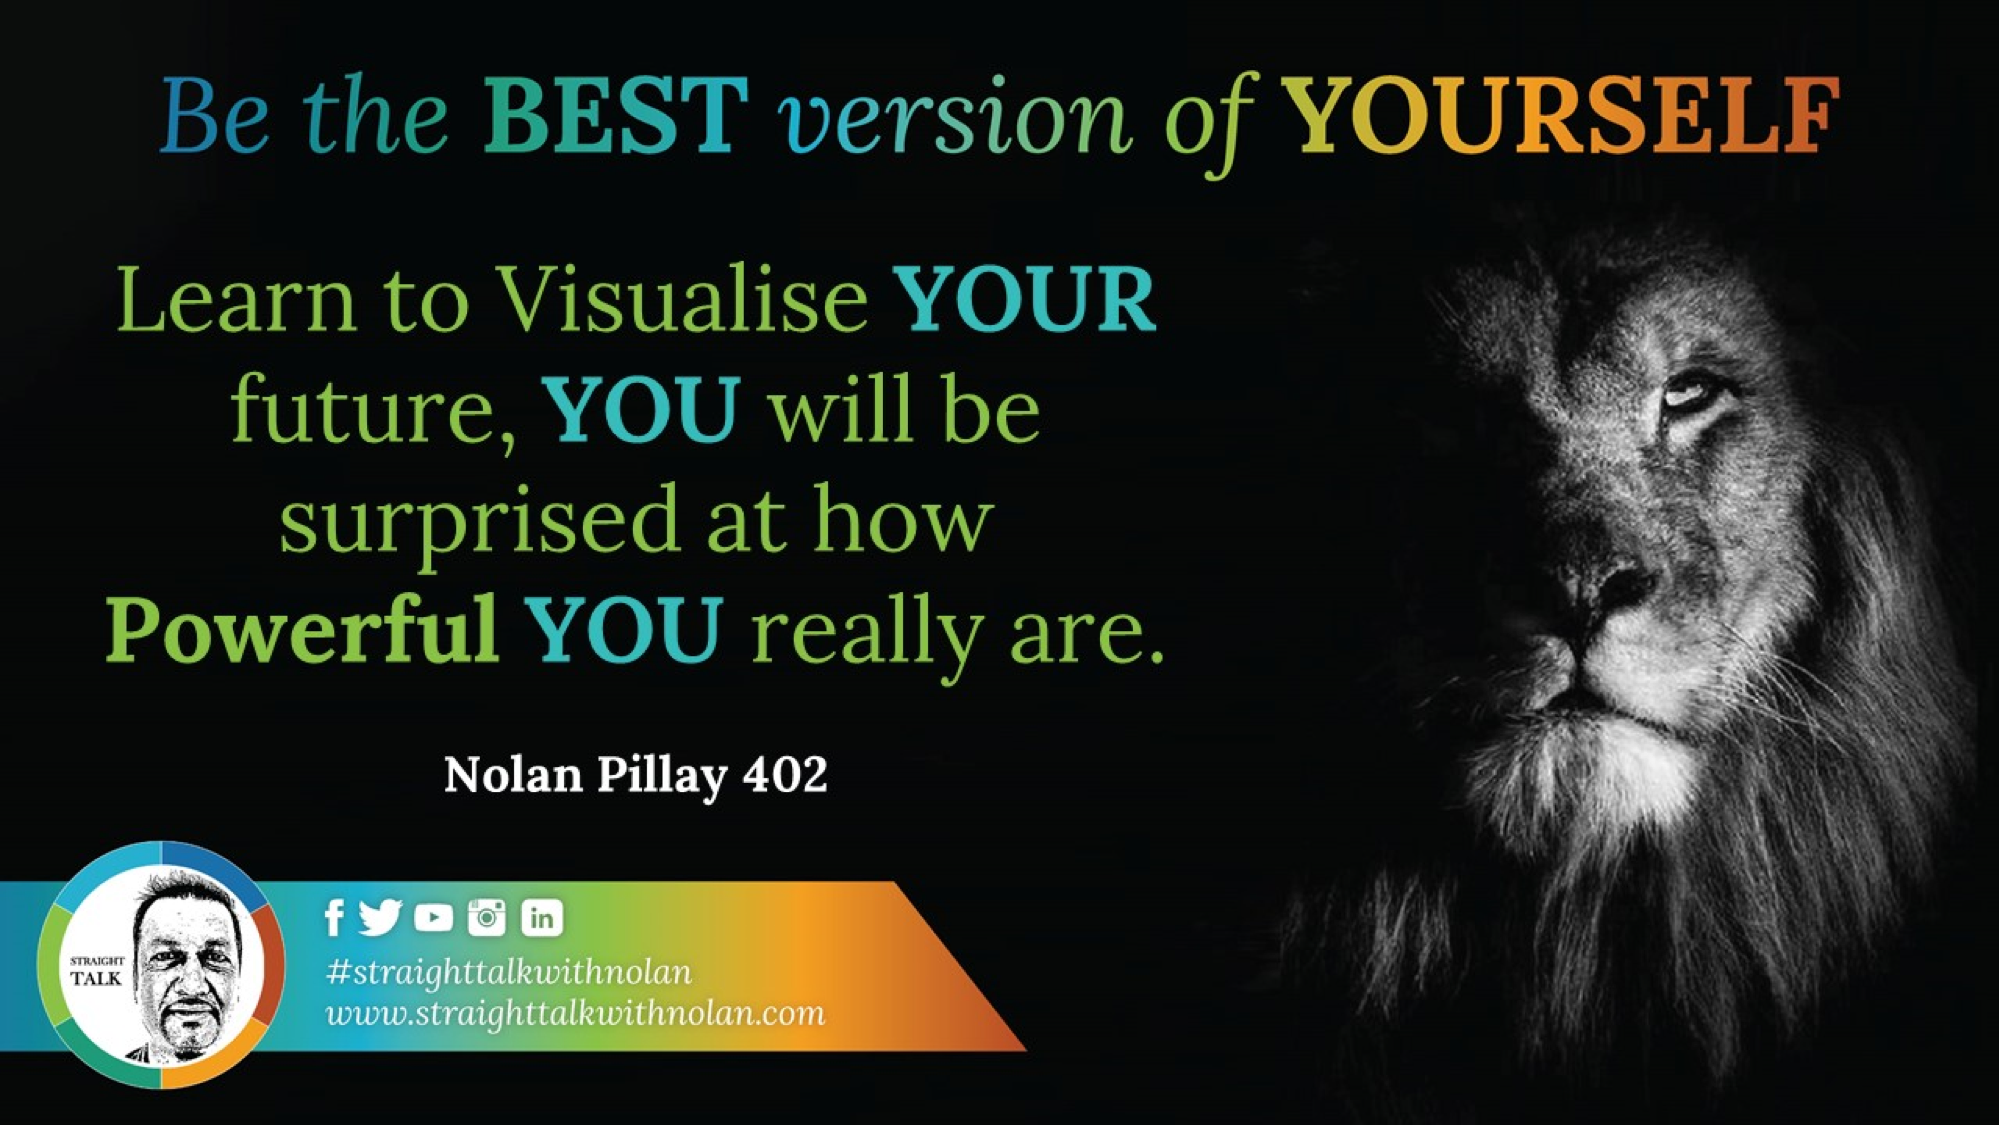 Be the BEST version of YOURSELF
Learn to Visualise YOUR
future, YOU will be
surprised at how
Powerful YOU really are.
Nolan Pillay 402
STRAIGHT
TALK
f in
#straighttalkwithnolan
www.straighttalkwithnolan.com